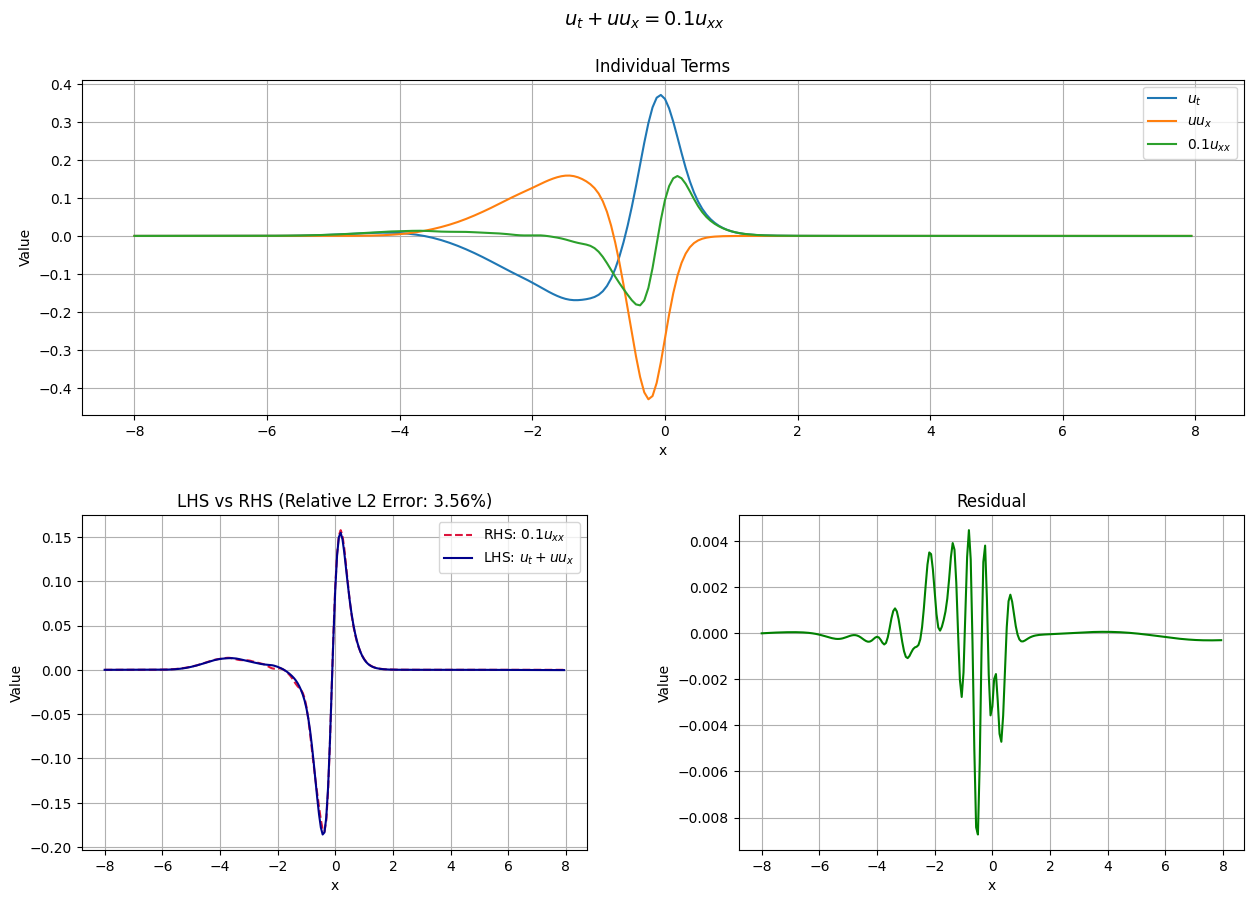 u_t + uu_x = 0.1u_{xx}
Individual Terms
0.4
0.3
0.2
0.1
0.0
−0.1
−0.2
−0.3
−0.4
Value
−8 −6 −4 −2 0 2 4 6 8
x
u_t
uu_x
0.1u_{xx}
LHS vs RHS (Relative L2 Error: 3.56%)
0.15
0.10
0.05
0.00
−0.05
−0.10
−0.15
−0.20
Value
−8 −6 −4 −2 0 2 4 6 8
x
RHS: 0.1u_{xx}
LHS: u_t + uu_x
Residual
0.004
0.002
0.000
−0.002
−0.004
−0.006
−0.008
Value
−8 −6 −4 −2 0 2 4 6 8
x